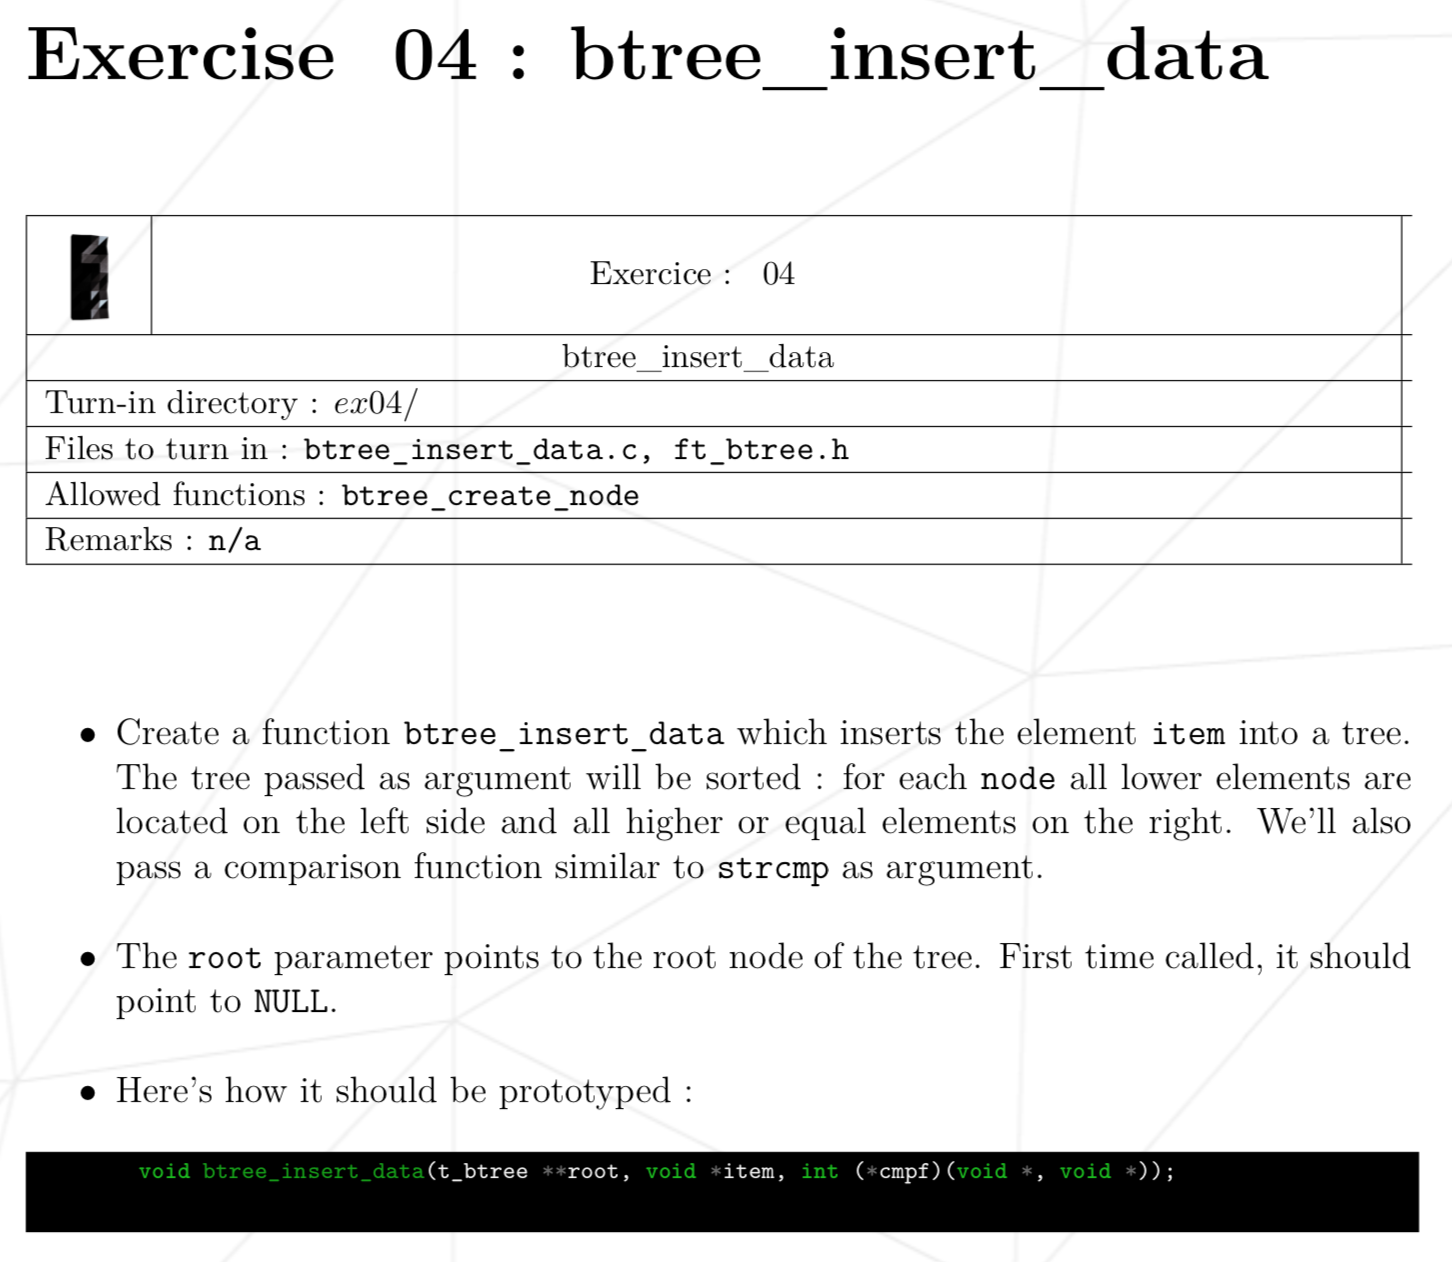 Exercise 04 : btree_insert_data
Exercice : 04
btree_insert_data
Turn-in directory : ex04/
Files to turn in : btree_insert_data.c, ft_btree.h
Allowed functions : btree_create_node
Remarks : n/a
• Create a function btree_insert_data which inserts the element item into a tree.
The tree passed as argument will be sorted : for each node all lower elements are
located on the left side and all higher or equal elements on the right. We'll also
pass a comparison function similar to strcmp as argument.
• The root parameter points to the root node of the tree. First time called, it should
point to NULL.
• Here's how it should be prototyped :
void btree_insert_data(t_btree **root, void *item, int (*cmpf)(void *, void *));